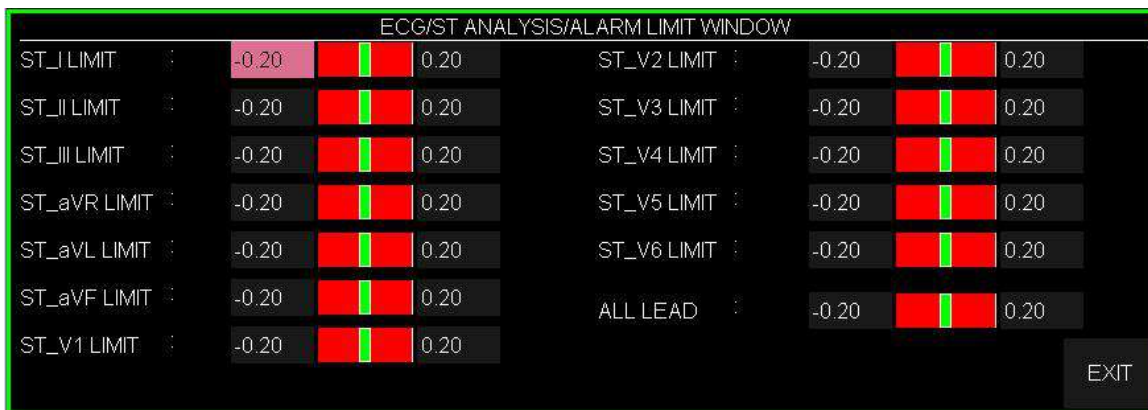 ECG/ST ANALYSIS/ALARM LIMIT WINDOW
ST_I LIMIT : -0.20 0.20
ST_II LIMIT : -0.20 0.20
ST_III LIMIT : -0.20 0.20
ST_aVR LIMIT : -0.20 0.20
ST_aVL LIMIT : -0.20 0.20
ST_aVF LIMIT : -0.20 0.20
ST_V1 LIMIT : -0.20 0.20
ST_V2 LIMIT : -0.20 0.20
ST_V3 LIMIT : -0.20 0.20
ST_V4 LIMIT : -0.20 0.20
ST_V5 LIMIT : -0.20 0.20
ST_V6 LIMIT : -0.20 0.20
ALL LEAD : -0.20 0.20
EXIT